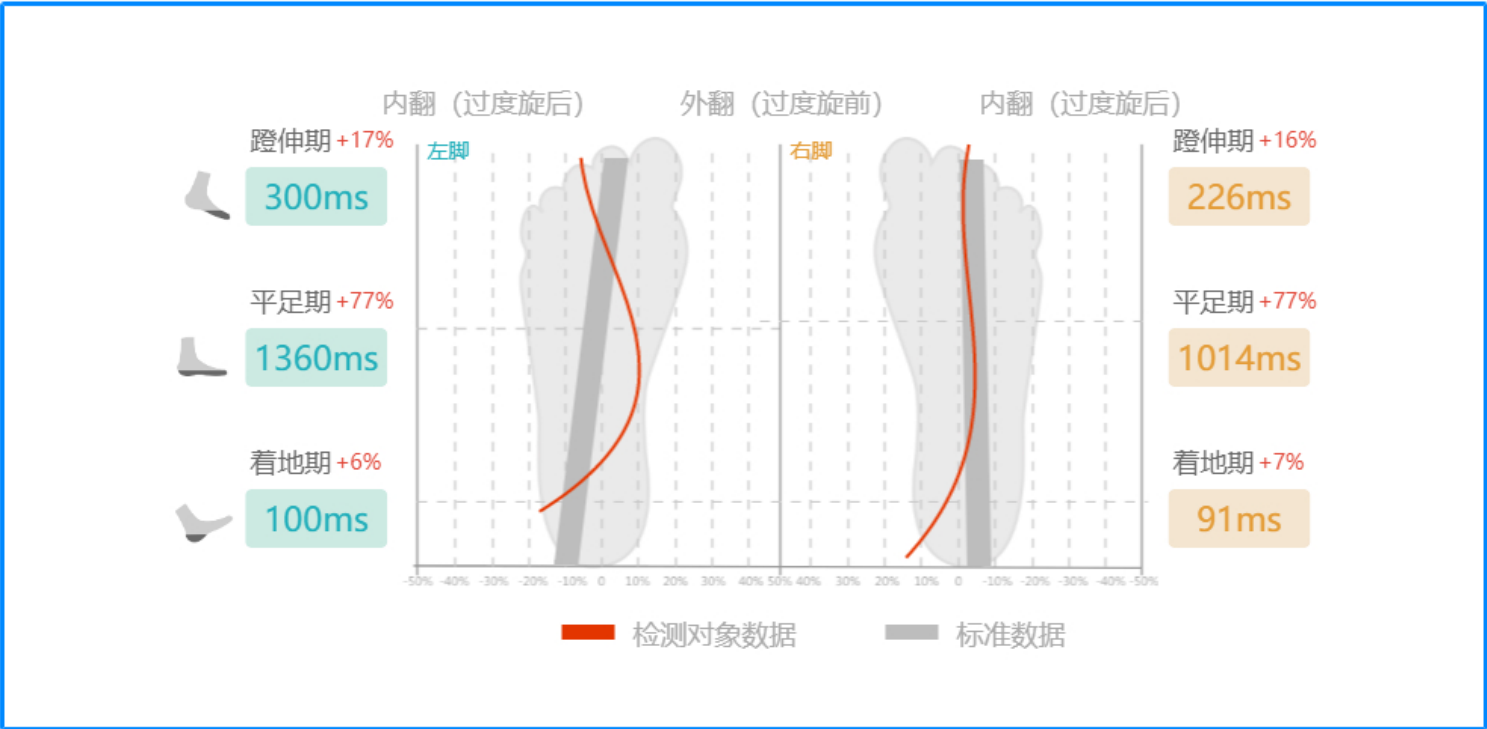 内翻（过度旋后） 外翻（过度旋前） 内翻（过度旋后）
蹬伸期 +17% 左脚 右脚 蹬伸期 +16%
300ms 226ms
平足期 +77% 平足期 +77%
1360ms 1014ms
着地期 +6% 着地期 +7%
100ms 91ms
-50% -40% -30% -20% -10% 0 10% 20% 30% 40% 50% 40% 30% 20% 10% 0 -10% -20% -30% -40% -50%
检测对象数据 标准数据